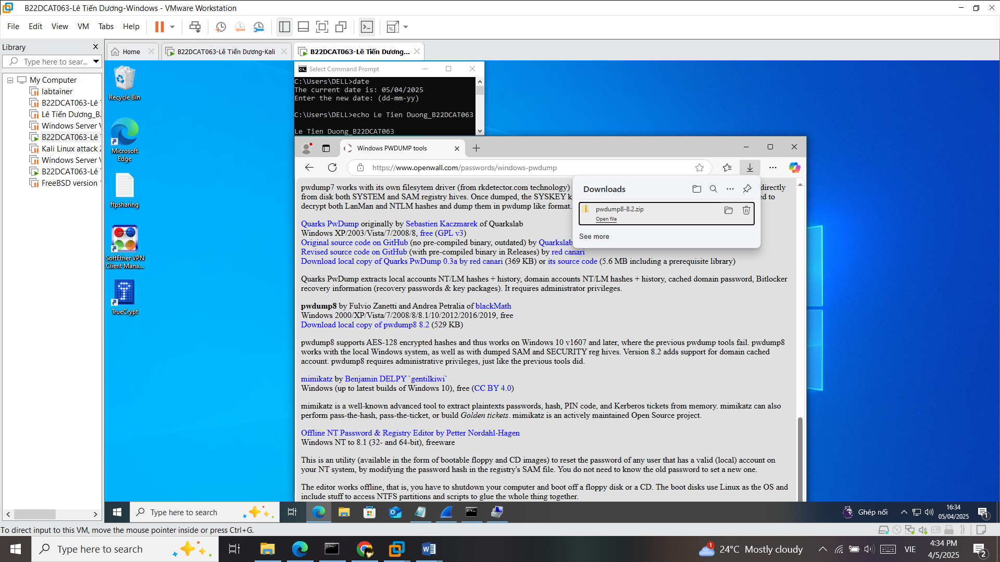 B22DCAT063-Lê Tiến Dương-Windows - VMware Workstation
File Edit View VM Tabs Help
Library
Type here to sear...
My Computer
labtainer
B22DCAT063-Lê
Lê Tiến Dương_B
Windows Server
B22DCAT063-Lê
Kali Linux attack
Windows Server
B22DCAT063-Lê
FreeBSD version
Home
B22DCAT063-Lê Tiến Dương-Kali
B22DCAT063-Lê Tiến Dương...
Recycle Bin
Microsoft
Edge
ftpsharing
SoftEther VPN
Client Mana...
TrueCrypt
Select Command Prompt
C:\Users\DELL>date
The current date is: 05/04/2025
Enter the new date: (dd-mm-yy)
C:\Users\DELL>echo Le Tien Duong_B22DCAT063
Le Tien Duong_B22DCAT063
Windows PWDUMP tools
https://www.openwall.com/passwords/windows-pwdump
Downloads
pwdump8-8.2.zip
Open file
See more
pwdump7 works with its own filesytem driver (from rkdetector.com technology) directly
from disk both SYSTEM and SAM registry hives. Once dumped, the SYSKEY k ed to
decrypt both LanMan and NTLM hashes and dump them in pwdump like format.
Quarks PwDump originally by Sebastien Kaczmarek of Quarkslab
Windows XP/2003/Vista/7/2008/8, free (GPL v3)
Original source code on GitHub (no pre-compiled binary, outdated) by Quarkslab
Revised source code on GitHub (with pre-compiled binary in Releases) by red canari
Download local copy of Quarks PwDump 0.3a by red canari (369 KB) or its source code (5.6 MB including a prerequisite library)
Quarks PwDump extracts local accounts NT/LM hashes + history, domain accounts NT/LM hashes + history, cached domain password, Bitlocker
recovery information (recovery passwords & key packages). It requires administrator privileges.
pwdump8 by Fulvio Zanetti and Andrea Petralia of blackMath
Windows 2000/XP/Vista/7/2008/8/8.1/10/2012/2016/2019, free
Download local copy of pwdump8 8.2 (529 KB)
pwdump8 supports AES-128 encrypted hashes and thus works on Windows 10 v1607 and later, where the previous pwdump tools fail. pwdump8
works with the local Windows system, as well as with dumped SAM and SECURITY reg hives. Version 8.2 adds support for domain cached
account. pwdump8 requires administrative privileges, just like the previous tools did.
mimikatz by Benjamin DELPY `gentilkiwi`
Windows (up to latest builds of Windows 10), free (CC BY 4.0)
mimikatz is a well-known advanced tool to extract plaintexts passwords, hash, PIN code, and Kerberos tickets from memory. mimikatz can also
perform pass-the-hash, pass-the-ticket, or build Golden tickets. mimikatz is an actively maintained Open Source project.
Offline NT Password & Registry Editor by Petter Nordahl-Hagen
Windows NT to 8.1 (32- and 64-bit), freeware
This is an utility (available in the form of bootable floppy and CD images) to reset the password of any user that has a valid (local) account on
your NT system, by modifying the password hash in the registry's SAM file. You do not need to know the old password to set a new one.
The editor works offline, that is, you have to shutdown your computer and boot off a floppy disk or a CD. The boot disks use Linux as the OS and
include stuff to access NTFS partitions and scripts to glue the whole thing together.
Type here to search
Ghép nối
16:34
05/04/2025
1
To direct input to this VM, move the mouse pointer inside or press Ctrl+G.
Type here to search
1
24°C Mostly cloudy
VIE
4:34 PM
4/5/2025
2